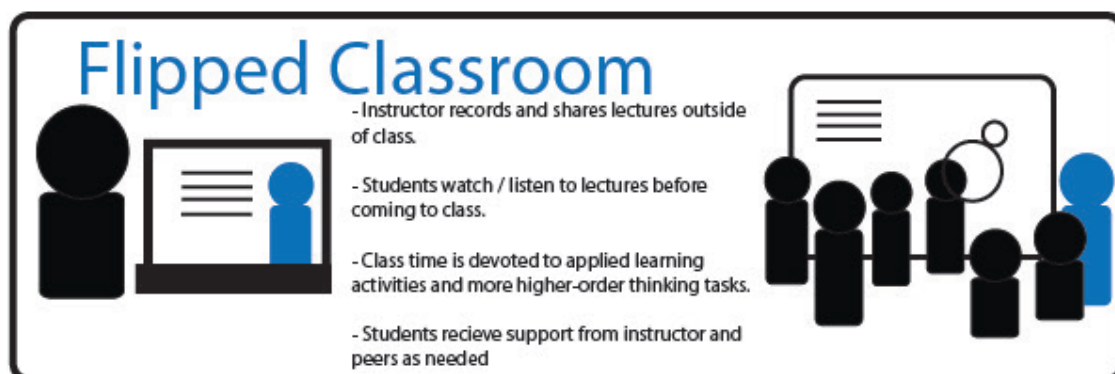 Flipped Classroom
- Instructor records and shares lectures outside
of class.
- Students watch / listen to lectures before
coming to class.
- Class time is devoted to applied learning
activities and more higher-order thinking tasks.
- Students recieve support from instructor and
peers as needed